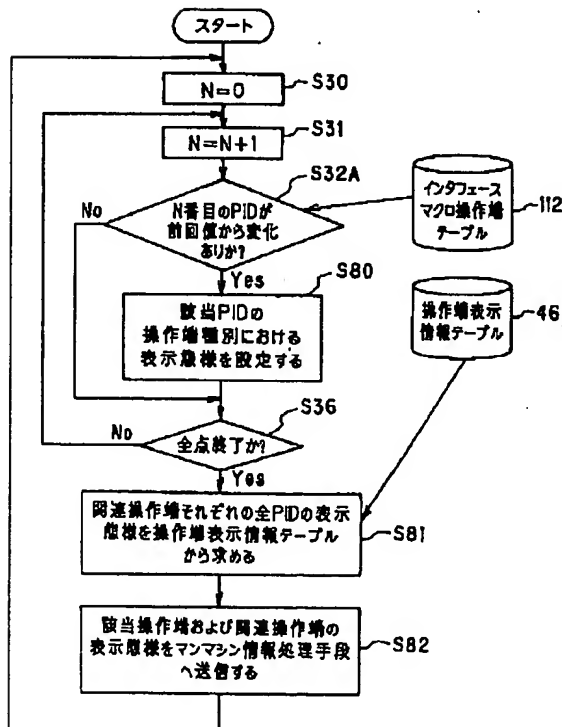 スタート
N=0
S30
N=N+1
S31
S32A
N番目のPIDが
前回値から変化
ありか?
No
Yes
インタフェース
マクロ操作端
テーブル
112
S80
該当PIDの
操作端種別における
表示態様を設定する
操作端表示
情報テーブル
46
S36
全点終了か?
No
Yes
関連操作端それぞれの全PIDの表示
態様を操作端表示情報テーブル
から求める
S81
該当操作端および関連操作端の
表示態様をマンマシン情報処理手段
へ送信する
S82